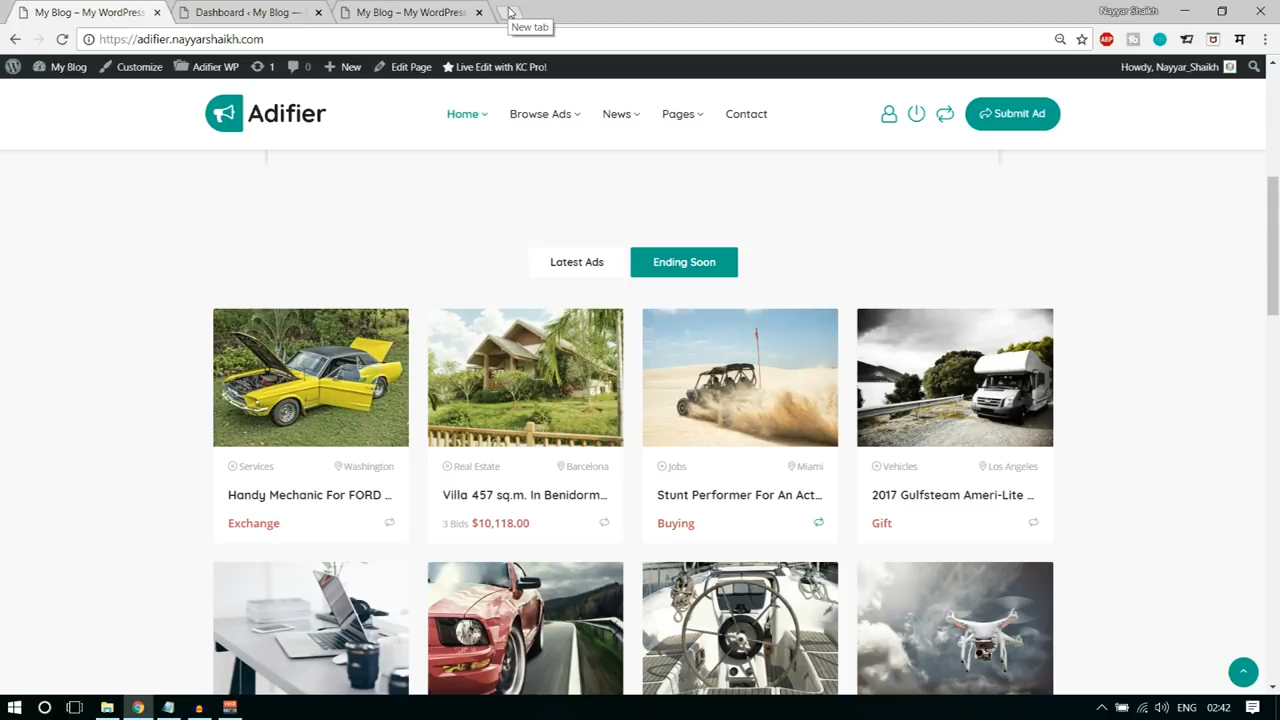 My Blog – My WordPress
Dashboard ‹ My Blog —
My Blog – My WordPress
Nayyar Shaikh
New tab
https://adifier.nayyarshaikh.com
ABP
My Blog
Customize
Adifier WP
1
New
Edit Page
Live Edit with KC Pro!
Howdy, Nayyar_Shaikh
Adifier
Home
Browse Ads
News
Pages
Contact
Submit Ad
Latest Ads
Ending Soon
Services
Washington
Real Estate
Barcelona
Jobs
Miami
Vehicles
Los Angeles
Handy Mechanic For FORD ...
Villa 457 sq.m. In Benidorm...
Stunt Performer For An Act...
2017 Gulfsteam Ameri-Lite ...
Exchange
3 Bids $10,118.00
Buying
Gift
ENG
02:42